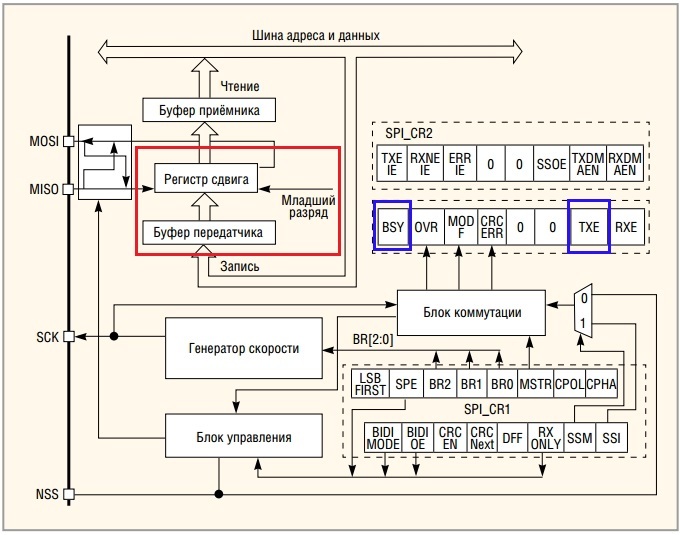 Шина адреса и данных
Чтение
Буфер приёмника
MOSI
MISO
Регистр сдвига
Младший
разряд
Буфер передатчика
Запись
SPI_CR2
TXE
IE
RXNE
IE
ERR
IE
0
0
SSOE
TXDM
AEN
RXDM
AEN
BSY
OVR
MOD
F
CRC
ERR
0
0
TXE
RXE
Блок коммутации
0
1
SCK
Генератор скорости
BR[2:0]
LSB
FIRST
SPE
BR2
BR1
BR0
MSTR
CPOL
CPHA
SPI_CR1
Блок управления
BIDI
MODE
BIDI
OE
CRC
EN
CRC
Next
DFF
RX
ONLY
SSM
SSI
NSS